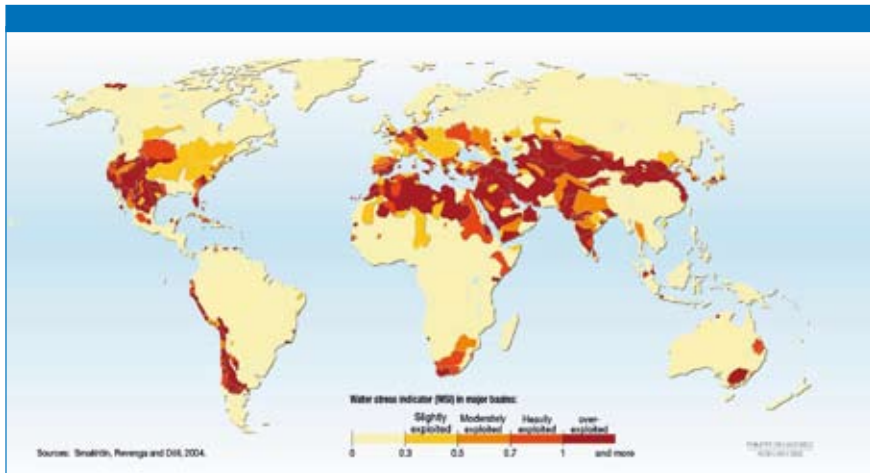 Water stress indicator (WSI) in major basins:
Slightly exploited
Moderately exploited
Heavily exploited
over-exploited
0 0.3 0.5 0.7 1 and more
Sources: Smakhtin, Revenga and Döll, 2004.